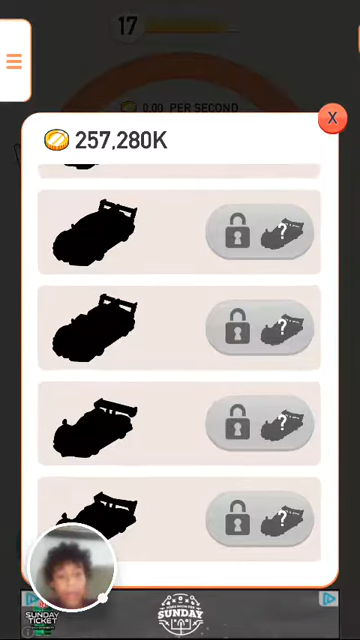 17
0.00 PER SECOND
X
257,280K
?
?
?
?
SUNDAY
TICKET
SUNDAY